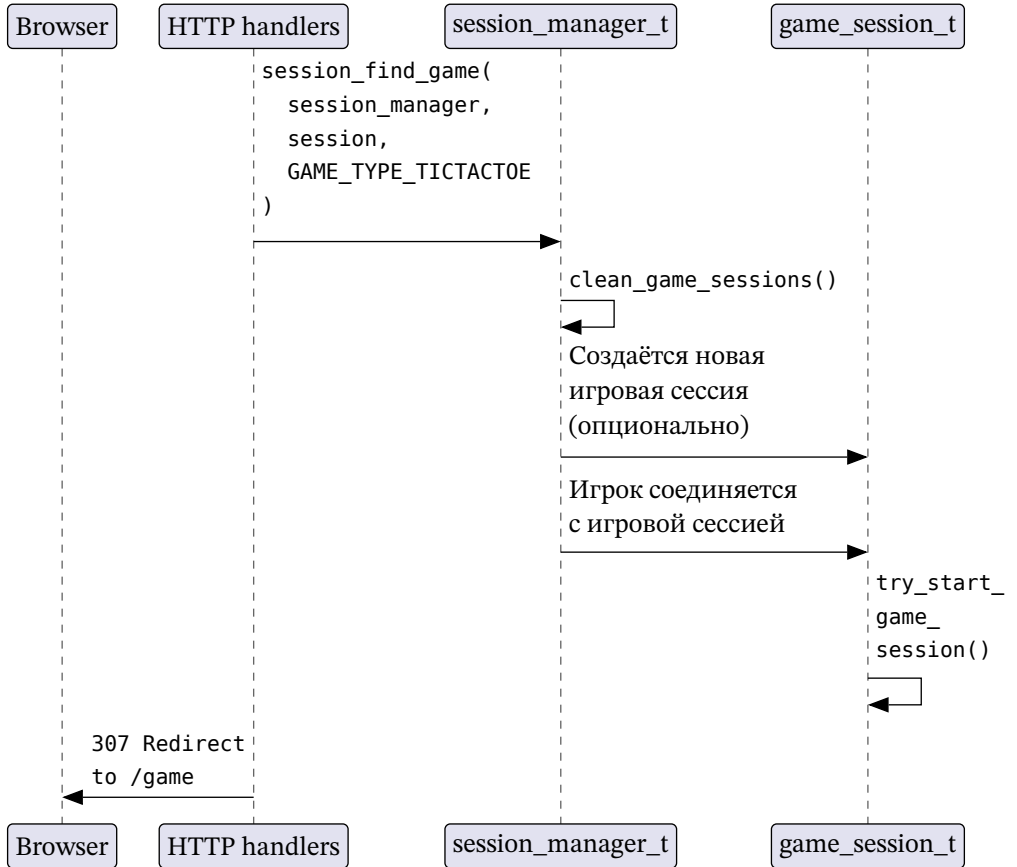 Browser
HTTP handlers
session_manager_t
game_session_t
session_find_game(
  session_manager,
  session,
  GAME_TYPE_TICTACTOE
)
clean_game_sessions()
Создаётся новая
игровая сессия
(опционально)
Игрок соединяется
с игровой сессией
try_start_
game_
session()
307 Redirect
to /game
Browser
HTTP handlers
session_manager_t
game_session_t